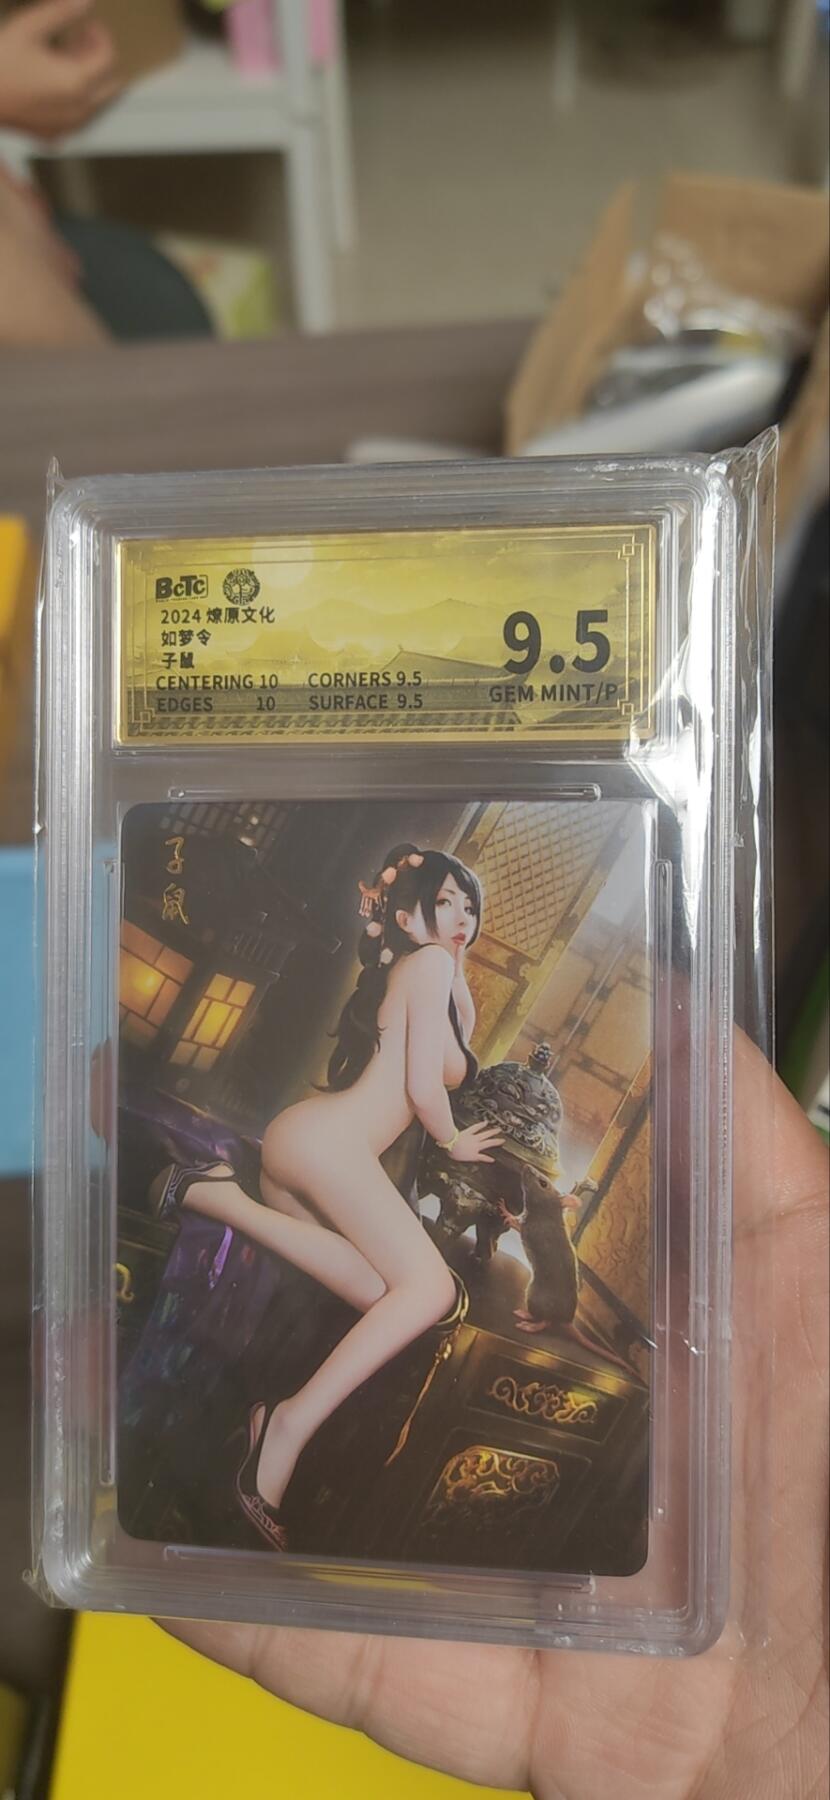 BCTC
2024 燎原文化
如梦令
子鼠
CENTERING 10 CORNERS 9.5
EDGES 10 SURFACE 9.5
9.5
GEM MINT/P
子鼠